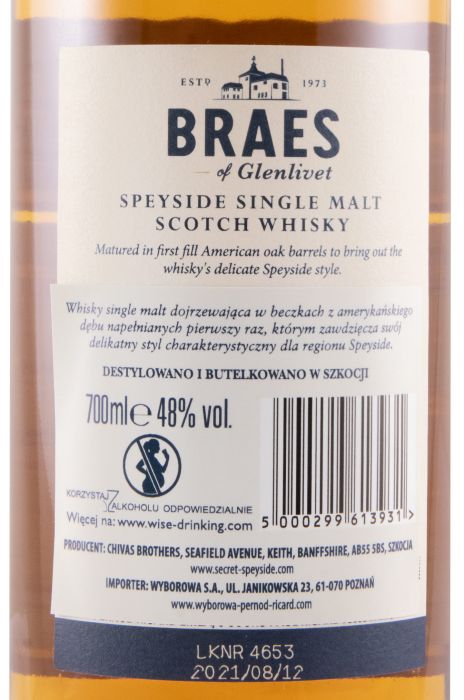 ESTD 1973
BRAES
of Glenlivet
SPEYSIDE SINGLE MALT
SCOTCH WHISKY
Matured in first fill American oak barrels to bring out the
whisky's delicate Speyside style.
Whisky single malt dojrzewająca w beczkach z amerykańskiego
dębu napełnianych pierwszy raz, którym zawdzięcza swój
delikatny styl charakterystyczny dla regionu Speyside.
DESTYLOWANO I BUTELKOWANO W SZKOCJI
700ml e 48% vol.
KORZYSTAJ Z ALKOHOLU ODPOWIEDZIALNIE
Więcej na: www.wise-drinking.com
5 000299 613931 >
PRODUCENT: CHIVAS BROTHERS, SEAFIELD AVENUE, KEITH, BANFFSHIRE, AB55 5BS, SZKOCJA
www.secret-speyside.com
IMPORTER: WYBOROWA S.A., UL. JANIKOWSKA 23, 61-070 POZNAŃ
www.wyborowa-pernod-ricard.com
LKNR 4653
2021/08/12